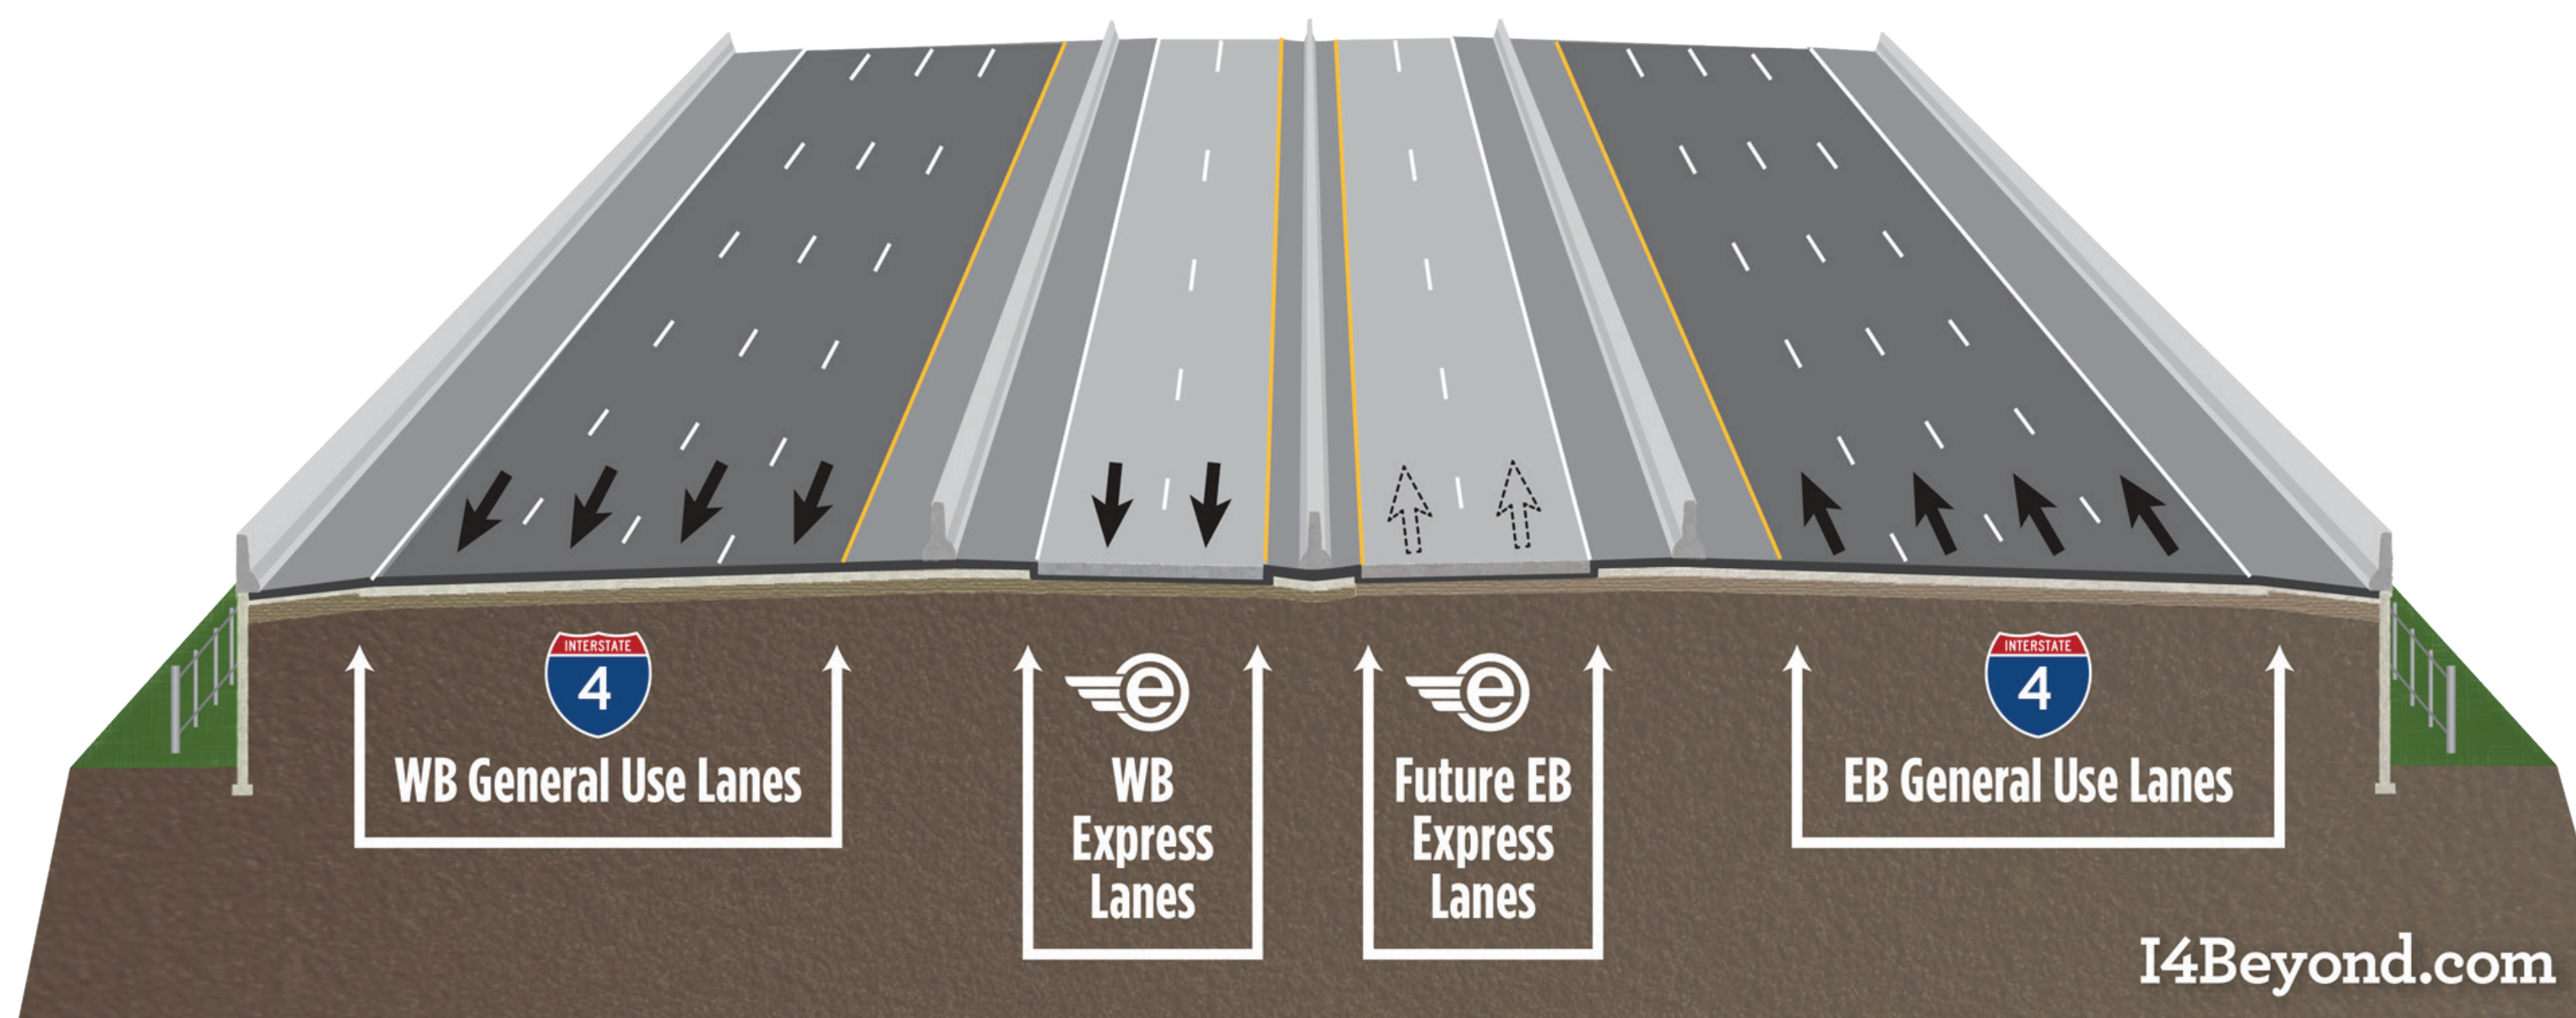 INTERSTATE
4
WB General Use Lanes
e
WB
Express
Lanes
e
Future EB
Express
Lanes
INTERSTATE
4
EB General Use Lanes
I4Beyond.com